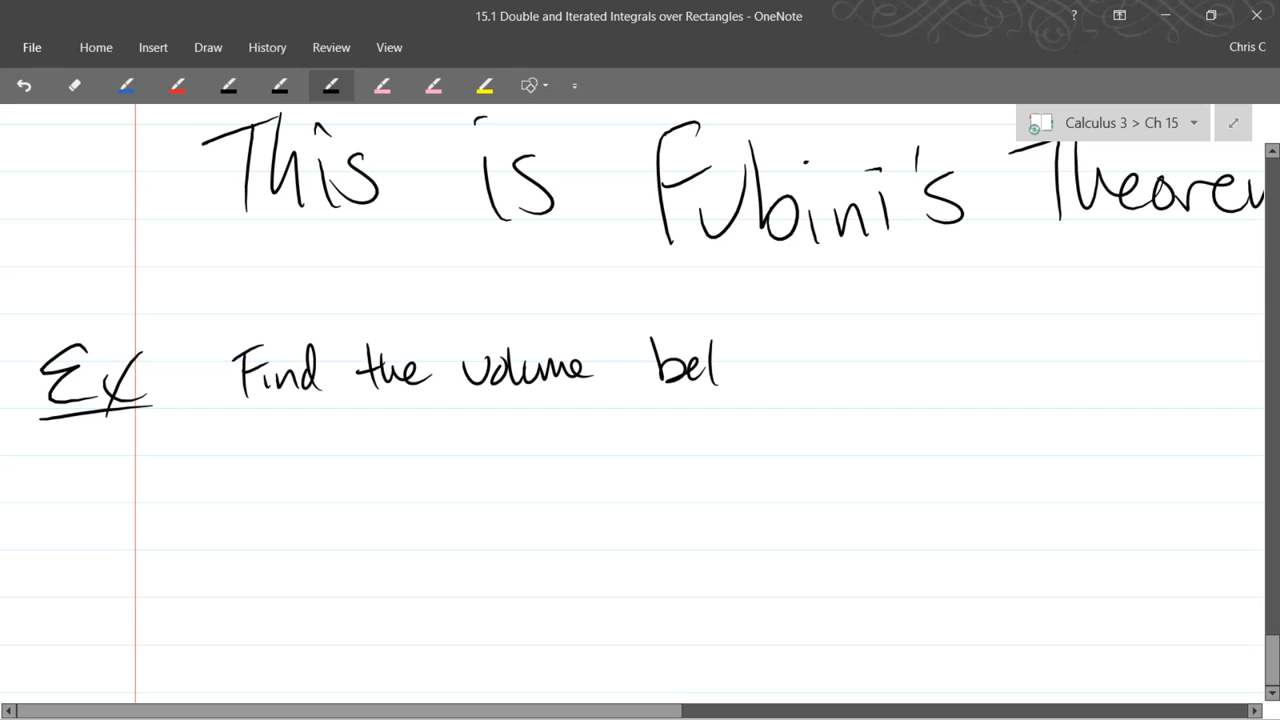 15.1 Double and Iterated Integrals over Rectangles - OneNote
?
File Home Insert Draw History Review View
Chris C
Calculus 3 > Ch 15
This is Fubini's Theorem
Ex Find the volume bel